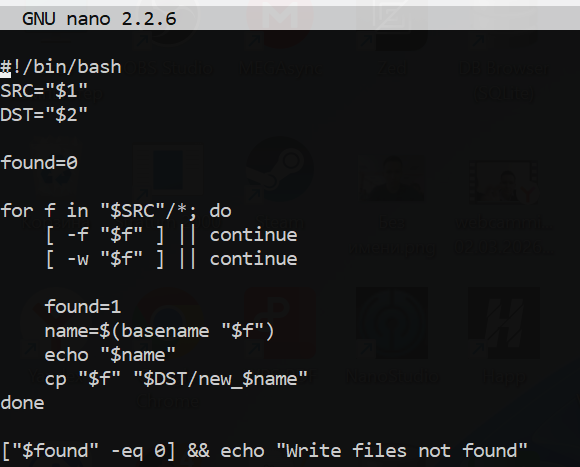 GNU nano 2.2.6
#!/bin/bash
SRC="$1"
DST="$2"
found=0
for f in "$SRC"/*; do
    [ -f "$f" ] || continue
    [ -w "$f" ] || continue
    found=1
    name=$(basename "$f")
    echo "$name"
    cp "$f" "$DST/new_$name"
done
["$found" -eq 0] && echo "Write files not found"